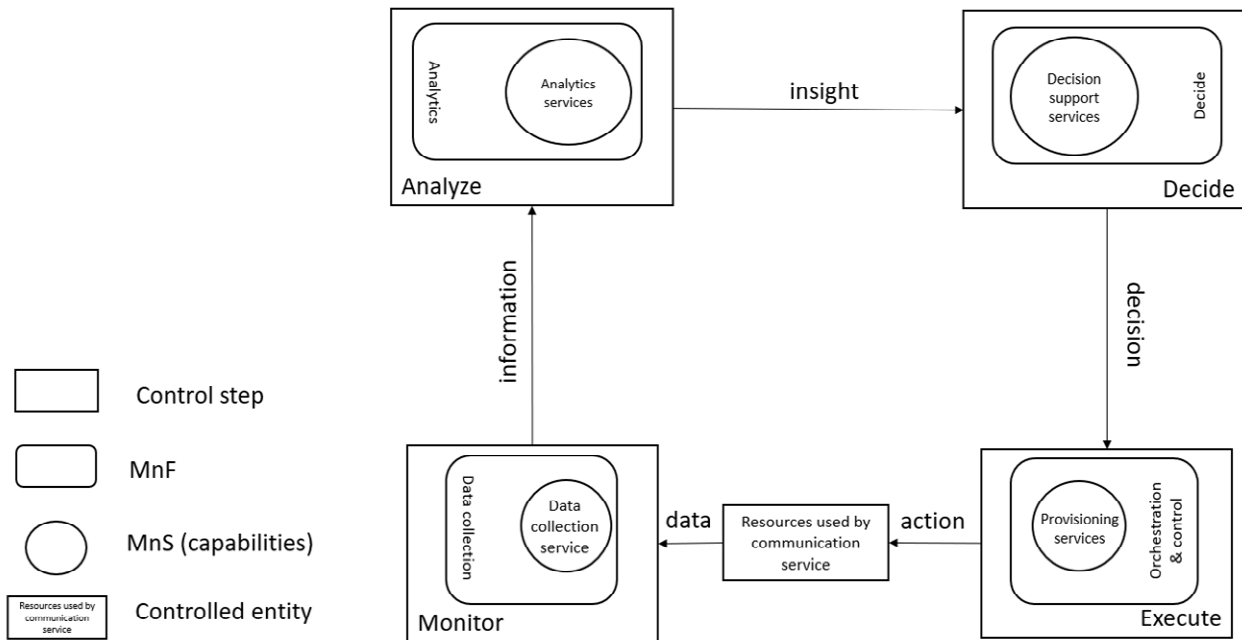 Analytics
Analytics
services
Analyze
insight
Decision
support
services
Decide
Decide
information
decision
Control step
MnF
MnS (capabilities)
Resources used by
communication
service
Controlled entity
Data collection
Data
collection
service
Monitor
data
Resources used by
communication
service
action
Provisioning
services
Orchestration
& control
Execute